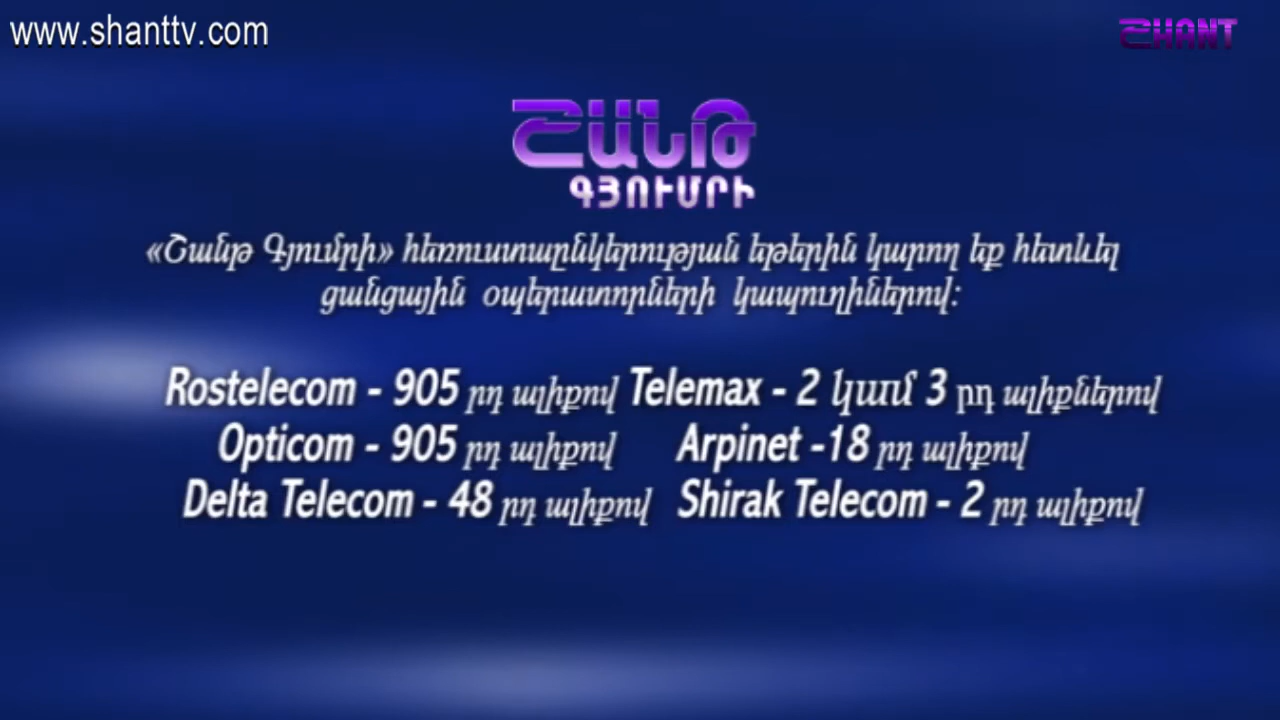 www.shanttv.com
SHANT
ՇԱՆԹ
ԳՅՈՒՄՐԻ
«Շանթ Գյումրի» հեռուստաընկերության եթերին կարող եք հետևել
ցանցային օպերատորների կապուղիներով:
Rostelecom - 905 րդ ալիքով Telemax - 2 կամ 3 րդ ալիքներով
Opticom - 905 րդ ալիքով Arpinet -18 րդ ալիքով
Delta Telecom - 48 րդ ալիքով Shirak Telecom - 2 րդ ալիքով